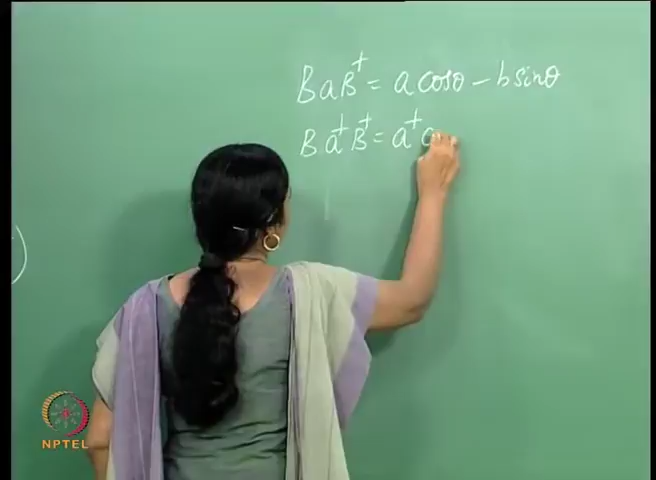 BaB⁺ = a cosθ − b sinθ
Ba⁺B⁺ = a⁺ c
)
NPTEL